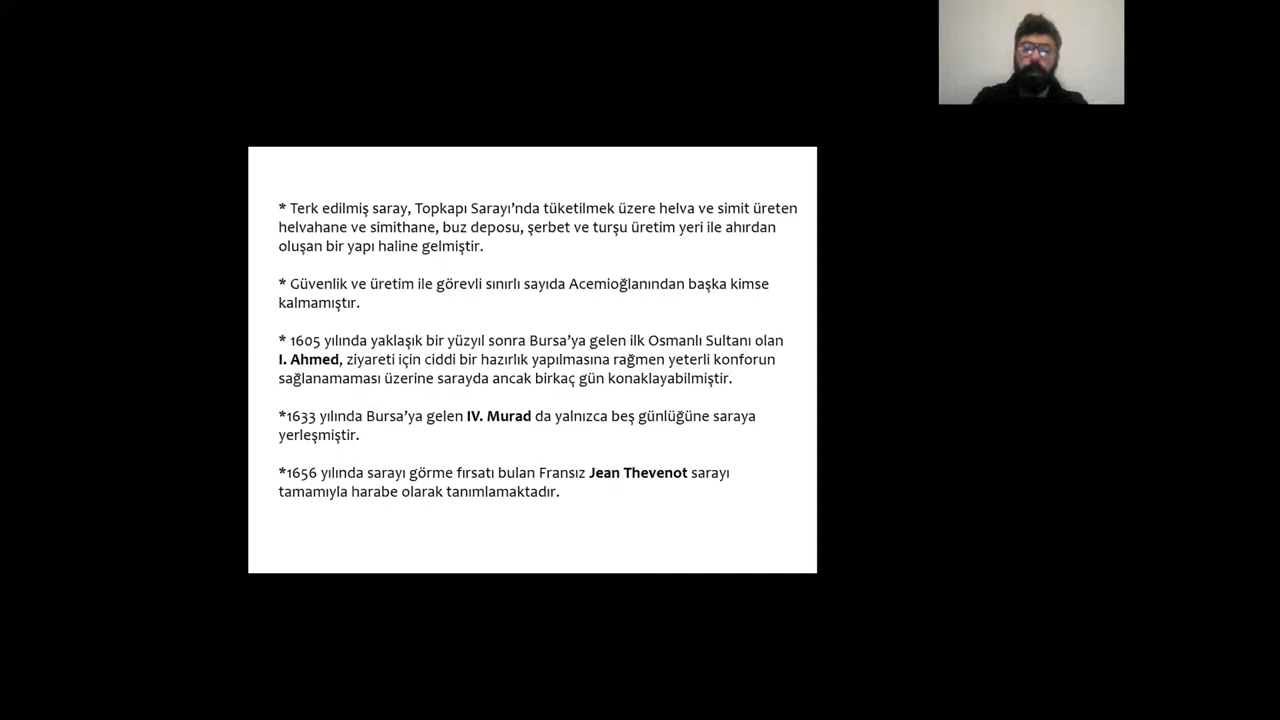 * Terk edilmiş saray, Topkapı Sarayı’nda tüketilmek üzere helva ve simit üreten
helvahane ve simithane, buz deposu, şerbet ve turşu üretim yeri ile ahırdan
oluşan bir yapı haline gelmiştir.
* Güvenlik ve üretim ile görevli sınırlı sayıda Acemioğlanından başka kimse
kalmamıştır.
* 1605 yılında yaklaşık bir yüzyıl sonra Bursa’ya gelen ilk Osmanlı Sultanı olan
I. Ahmed, ziyareti için ciddi bir hazırlık yapılmasına rağmen yeterli konforun
sağlanamaması üzerine sarayda ancak birkaç gün konaklayabilmiştir.
*1633 yılında Bursa’ya gelen IV. Murad da yalnızca beş günlüğüne saraya
yerleşmiştir.
*1656 yılında sarayı görme fırsatı bulan Fransız Jean Thevenot sarayı
tamamıyla harabe olarak tanımlamaktadır.